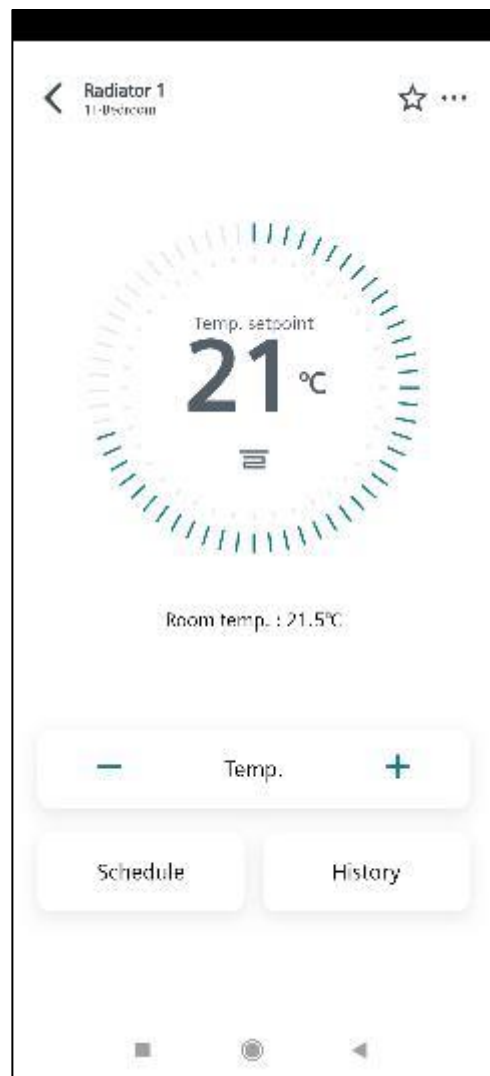 Radiator 1
Temp. setpoint
21 °C
Room temp. : 21.5°C
− Temp. +
Schedule
History